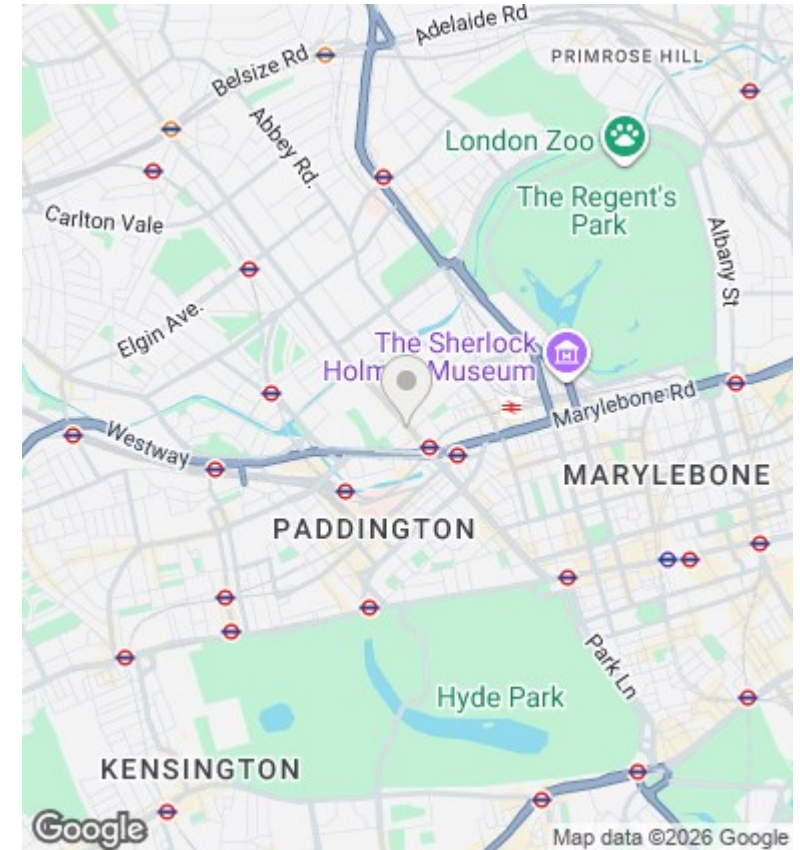 Adelaide Rd
PRIMROSE HILL
Belsize Rd
Abbey Rd.
London Zoo
The Regent's
Park
Carlton Vale
Albany St
Elgin Ave.
The Sherlock
Holm Museum
Marylebone Rd
Westway
MARYLEBONE
PADDINGTON
Park Ln
Hyde Park
KENSINGTON
Google
Map data ©2026 Google